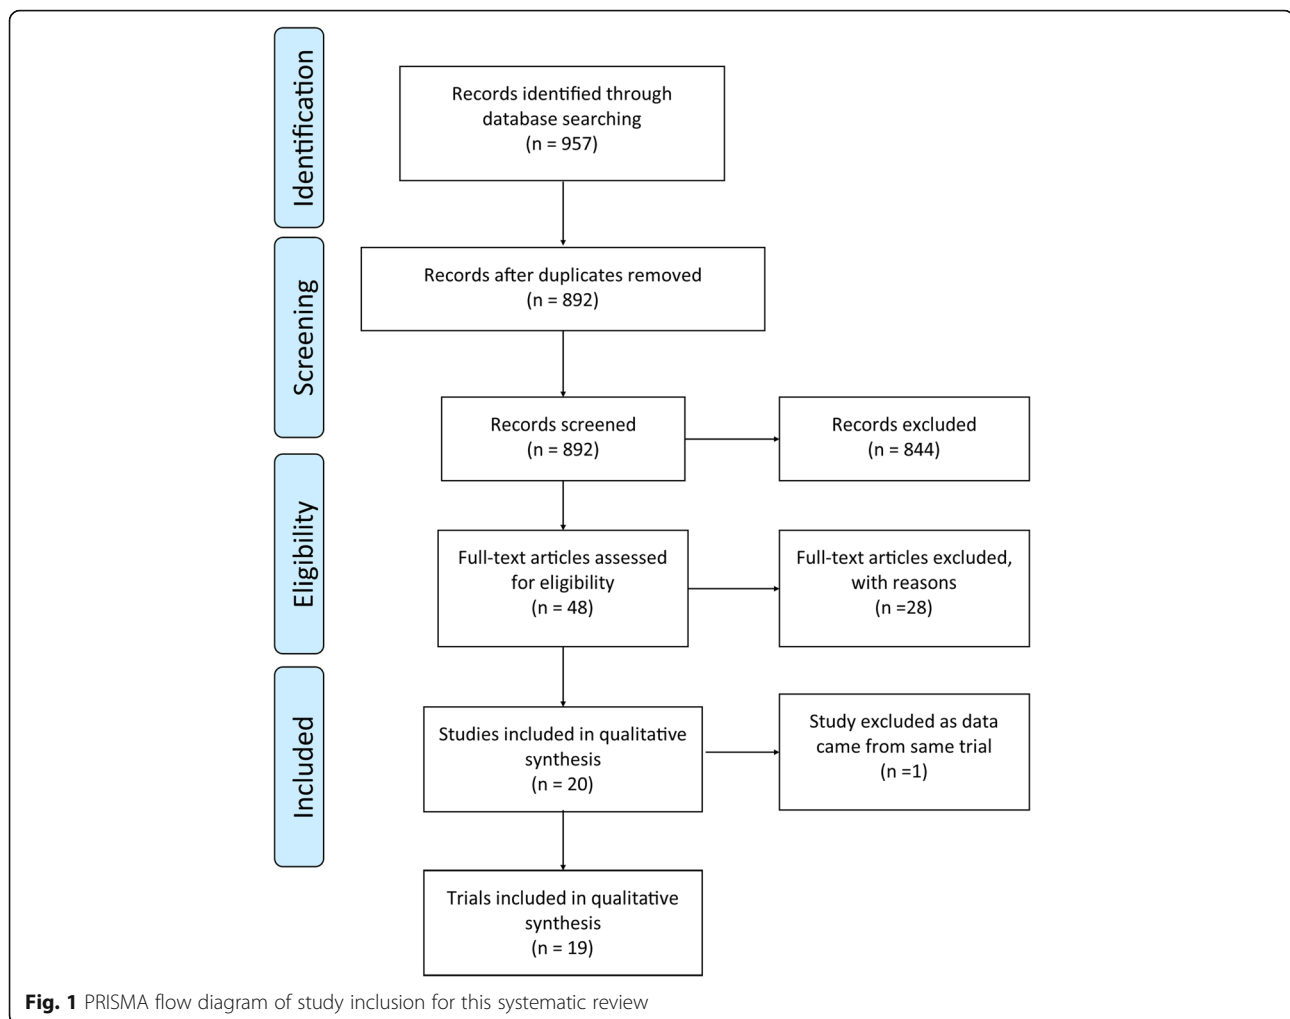 Identification
Records identified through
database searching
(n = 957)
Screening
Records after duplicates removed
(n = 892)
Records screened
(n = 892)
Records excluded
(n = 844)
Eligibility
Full-text articles assessed
for eligibility
(n = 48)
Full-text articles excluded,
with reasons
(n =28)
Included
Studies included in qualitative
synthesis
(n = 20)
Study excluded as data
came from same trial
(n =1)
Trials included in qualitative
synthesis
(n = 19)
Fig. 1 PRISMA flow diagram of study inclusion for this systematic review